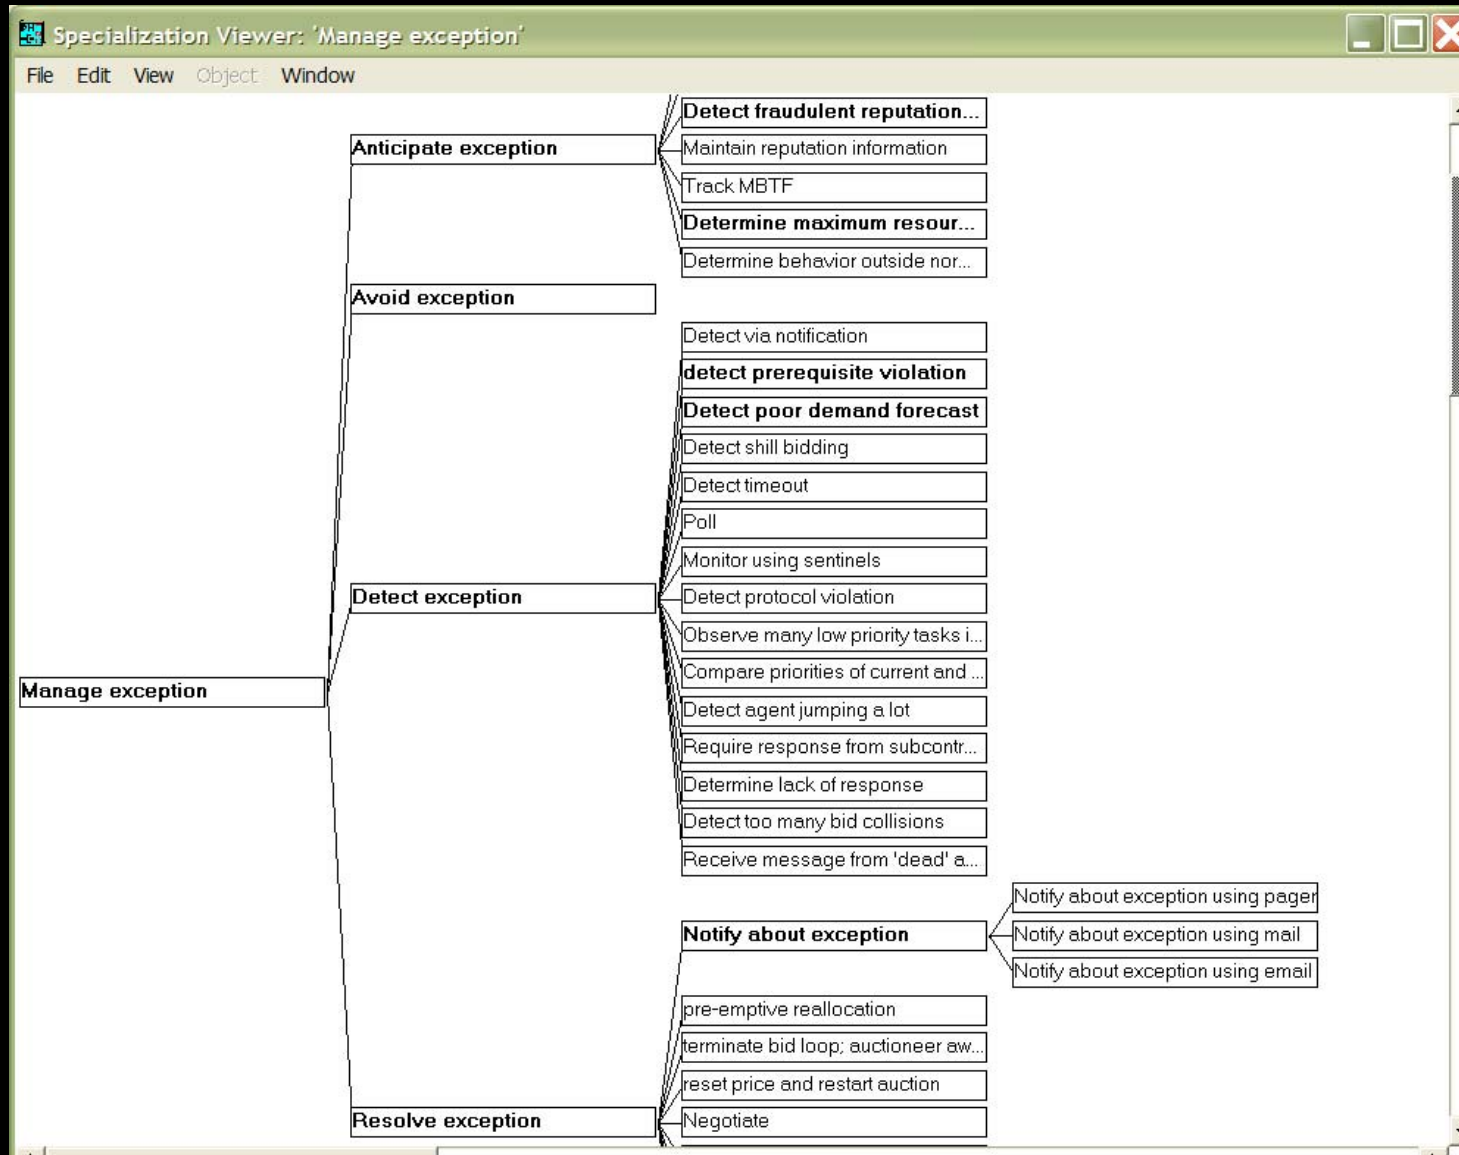 Specialization Viewer: 'Manage exception'
File Edit View Object Window
Detect fraudulent reputation...
Anticipate exception
Maintain reputation information
Track MBTF
Determine maximum resour...
Determine behavior outside nor...
Avoid exception
Detect via notification
detect prerequisite violation
Detect poor demand forecast
Detect shill bidding
Detect timeout
Poll
Monitor using sentinels
Detect exception
Detect protocol violation
Observe many low priority tasks i...
Compare priorities of current and ...
Manage exception
Detect agent jumping a lot
Require response from subcontr...
Determine lack of response
Detect too many bid collisions
Receive message from 'dead' a...
Notify about exception using pager
Notify about exception
Notify about exception using mail
Notify about exception using email
pre-emptive reallocation
terminate bid loop; auctioneer aw...
reset price and restart auction
Resolve exception
Negotiate